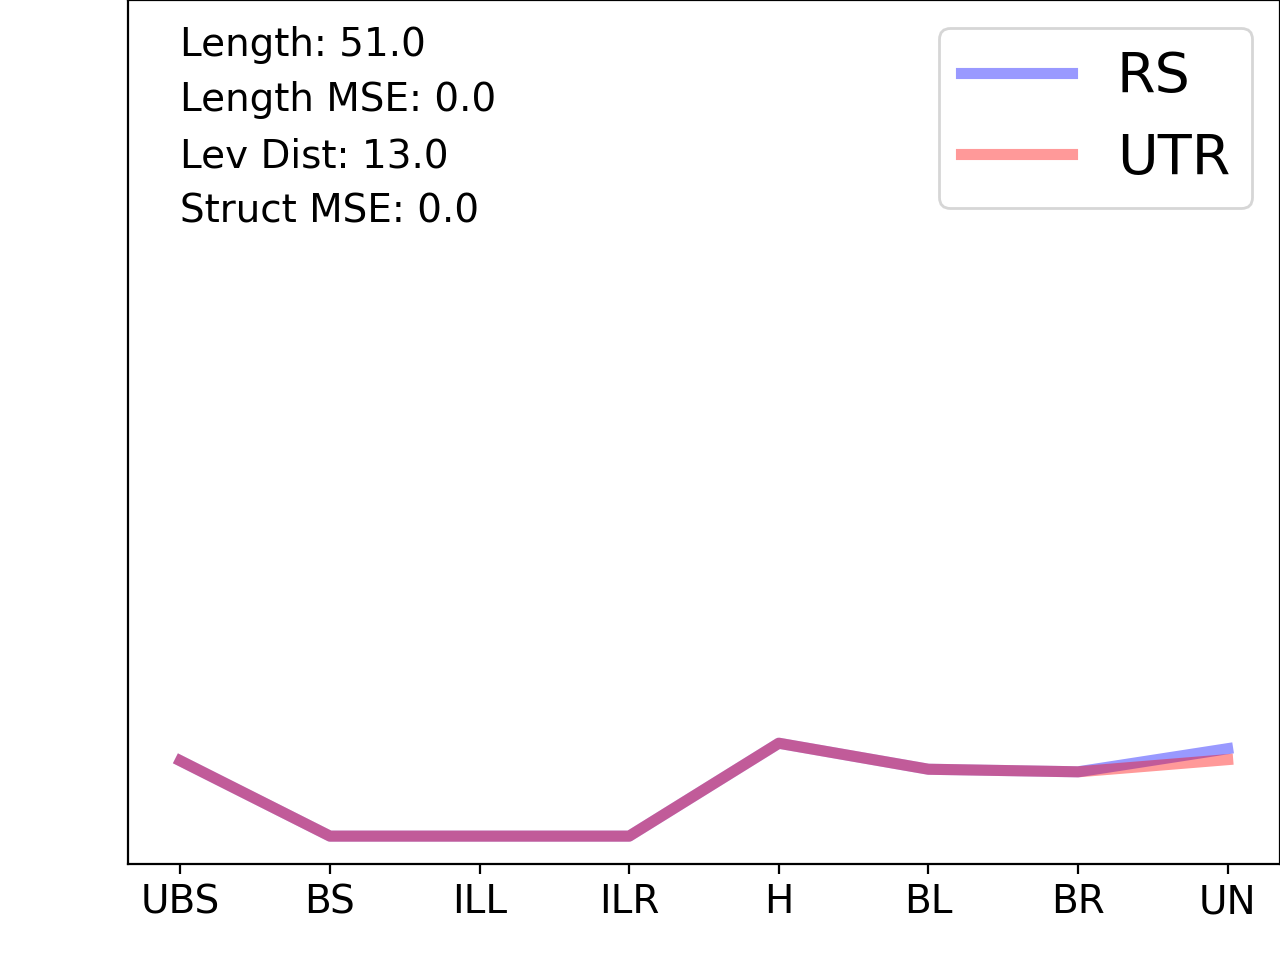 Length: 51.0
Length MSE: 0.0
Lev Dist: 13.0
Struct MSE: 0.0
RS
UTR
UBS BS ILL ILR H BL BR UN